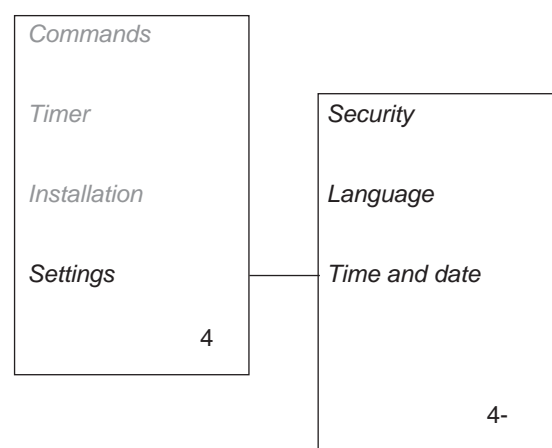 Commands
Timer
Installation
Settings
4
Security
Language
Time and date
4-